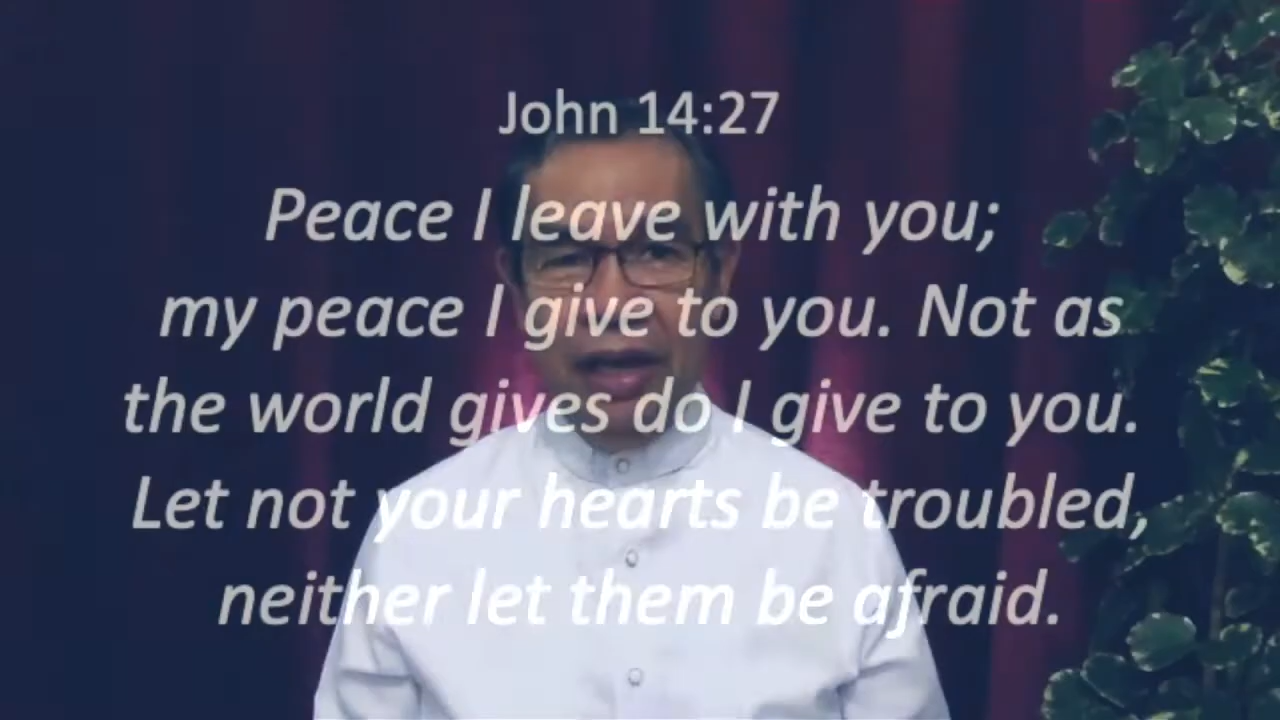 John 14:27
Peace I leave with you;
my peace I give to you. Not as
the world gives do I give to you.
Let not your hearts be troubled,
neither let them be afraid.